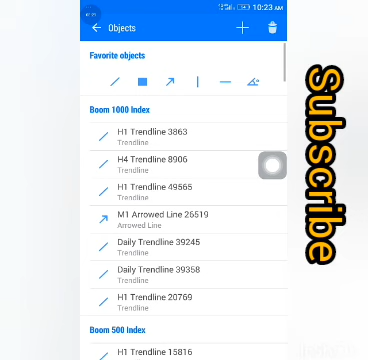 10:23 AM
Objects
Favorite objects
Boom 1000 Index
H1 Trendline 3863
Trendline
H4 Trendline 8906
Trendline
H1 Trendline 49565
Trendline
M1 Arrowed Line 26519
Arrowed Line
Daily Trendline 39245
Trendline
Daily Trendline 39358
Trendline
H1 Trendline 20769
Trendline
Boom 500 Index
H1 Trendline 15816
Subscribe